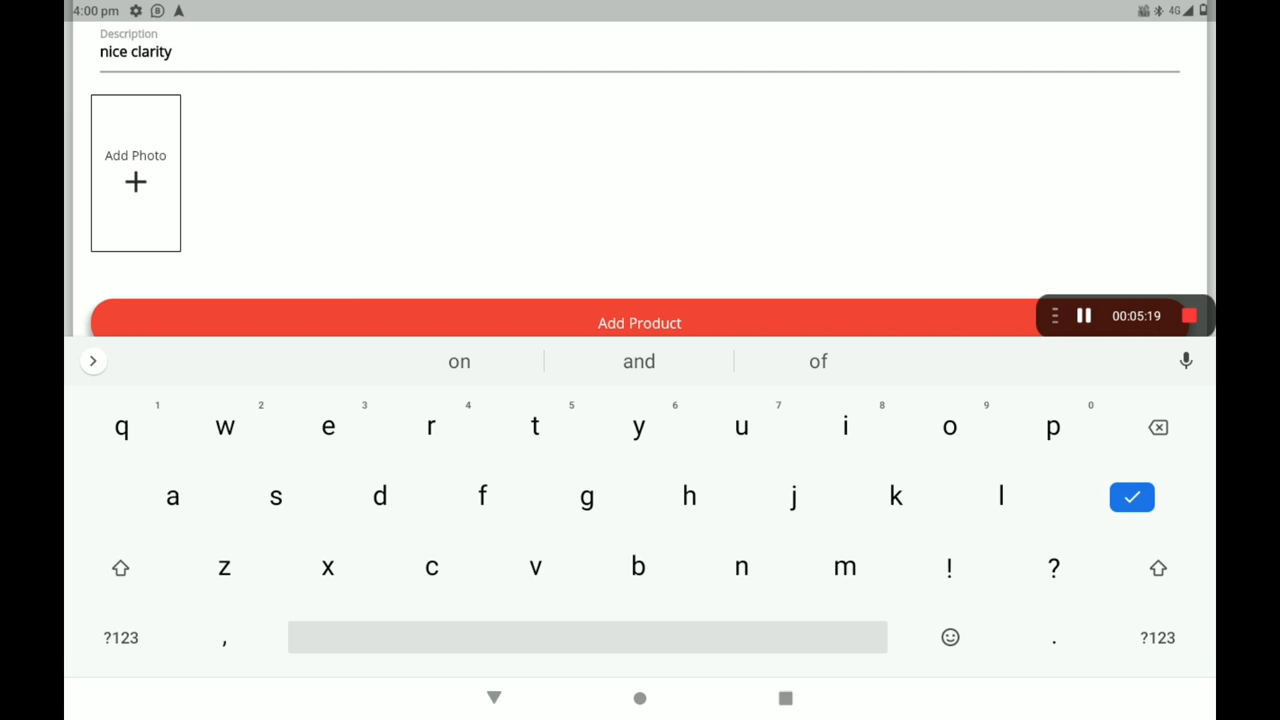 4:00 pm
4G
Description
nice clarity
Add Photo
Add Product
00:05:19
on and of
1 2 3 4 5 6 7 8 9 0
q w e r t y u i o p
a s d f g h j k l
z x c v b n m ! ?
?123 , . ?123